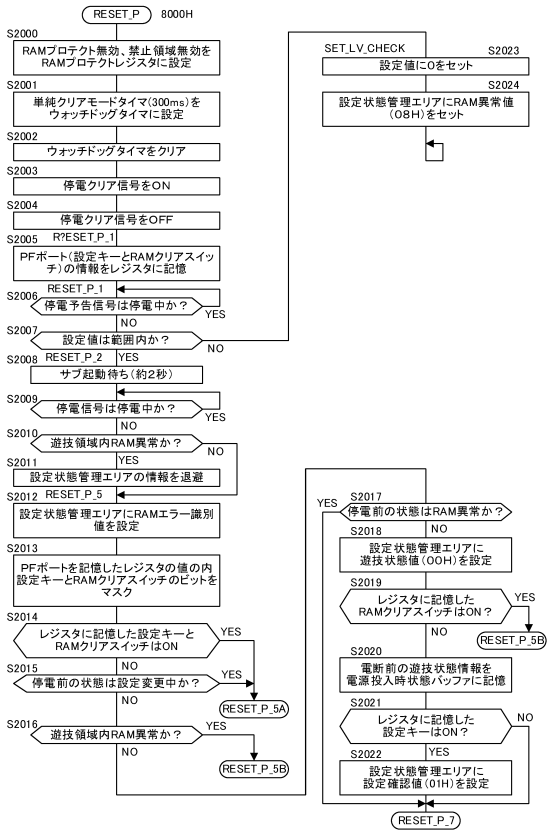 RESET_P
8000H
S2000
RAMプロテクト無効、禁止領域無効を
RAMプロテクトレジスタに設定
S2001
単純クリアモードタイマ(300ms)を
ウォッチドッグタイマに設定
S2002
ウォッチドッグタイマをクリア
S2003
停電クリア信号をON
S2004
停電クリア信号をOFF
S2005
R?ESET_P_1
PFポート(設定キーとRAMクリアスイッ
チ)の情報をレジスタに記憶
RESET_P_1
S2006
停電予告信号は停電中か?
YES
NO
S2007
設定値は範囲内か?
NO
YES
RESET_P_2
S2008
サブ起動待ち(約2秒)
S2009
停電信号は停電中か?
YES
NO
S2010
遊技領域内RAM異常か?
NO
YES
S2011
設定状態管理エリアの情報を退避
S2012
RESET_P_5
設定状態管理エリアにRAMエラー識別
値を設定
S2013
PFポートを記憶したレジスタの値の内
設定キーとRAMクリアスイッチのビットを
マスク
S2014
レジスタに記憶した設定キーと
RAMクリアスイッチはON
YES
NO
S2015
停電前の状態は設定変更中か?
YES
NO
RESET_P_5A
S2016
遊技領域内RAM異常か?
YES
NO
RESET_P_5B
SET_LV_CHECK
S2023
設定値に0をセット
S2024
設定状態管理エリアにRAM異常値
(08H)をセット
S2017
停電前の状態はRAM異常か?
YES
NO
S2018
設定状態管理エリアに
遊技状態値(00H)を設定
S2019
レジスタに記憶した
RAMクリアスイッチはON?
YES
RESET_P_5B
NO
S2020
電断前の遊技状態情報を
電源投入時状態バッファに記憶
S2021
レジスタに記憶した
設定キーはON?
NO
YES
S2022
設定状態管理エリアに
設定確認値(01H)を設定
RESET_P_7